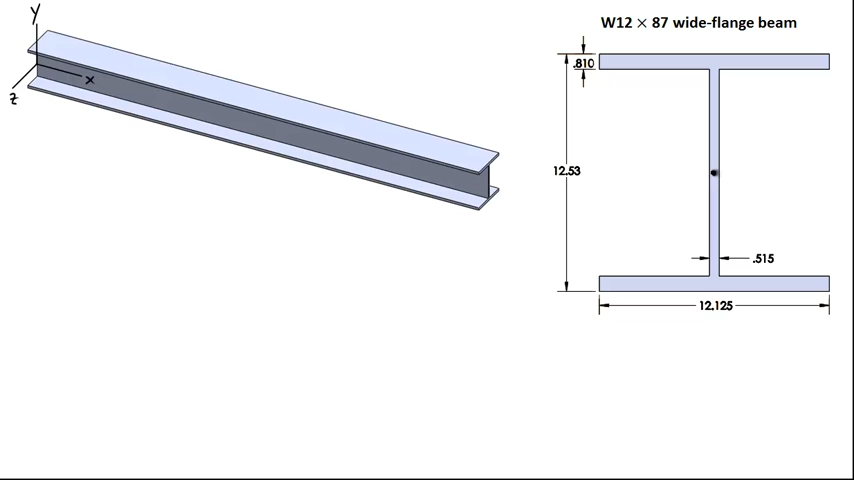 y
x
z
W12 × 87 wide-flange beam
.810
12.53
.515
12.125